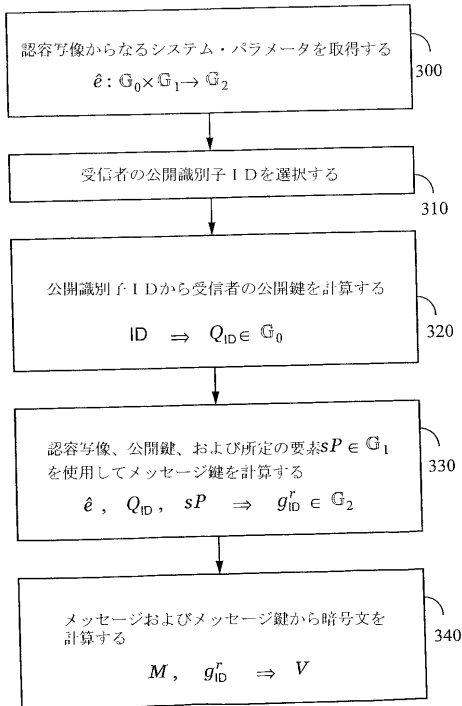 認容写像からなるシステム・パラメータを取得する
ê: 𝔾₀×𝔾₁→ 𝔾₂
300
受信者の公開識別子ＩＤを選択する
310
公開識別子ＩＤから受信者の公開鍵を計算する
ID ⇒ Q_ID ∈ 𝔾₀
320
認容写像、公開鍵、および所定の要素sP ∈ 𝔾₁
を使用してメッセージ鍵を計算する
ê , Q_ID , sP ⇒ g_ID^r ∈ 𝔾₂
330
メッセージおよびメッセージ鍵から暗号文を
計算する
M , g_ID^r ⇒ V
340